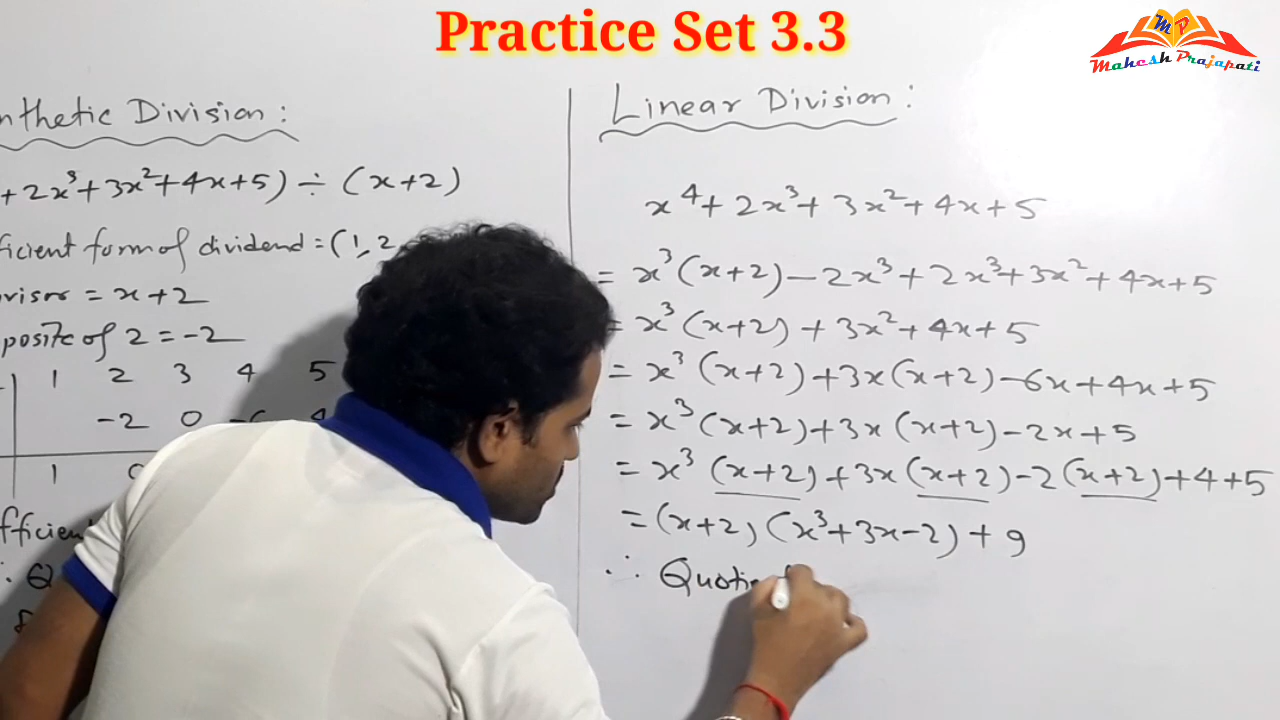 Practice Set 3.3
Mahesh Prajapati
nthetic Division :
+ 2x³ + 3x² + 4x + 5) ÷ (x + 2)
ficient form of dividend = (1, 2
visor = x + 2
posite of 2 = -2
1 2 3 4 5
-2 0 -6
1 0
fficien
Linear Division :
x⁴ + 2x³ + 3x² + 4x + 5
= x³ (x + 2) - 2x³ + 2x³ + 3x² + 4x + 5
= x³ (x + 2) + 3x² + 4x + 5
= x³ (x + 2) + 3x (x + 2) - 6x + 4x + 5
= x³ (x + 2) + 3x (x + 2) - 2x + 5
= x³ (x + 2) + 3x (x + 2) - 2 (x + 2) + 4 + 5
= (x + 2) (x³ + 3x - 2) + 9
∴ Quotien